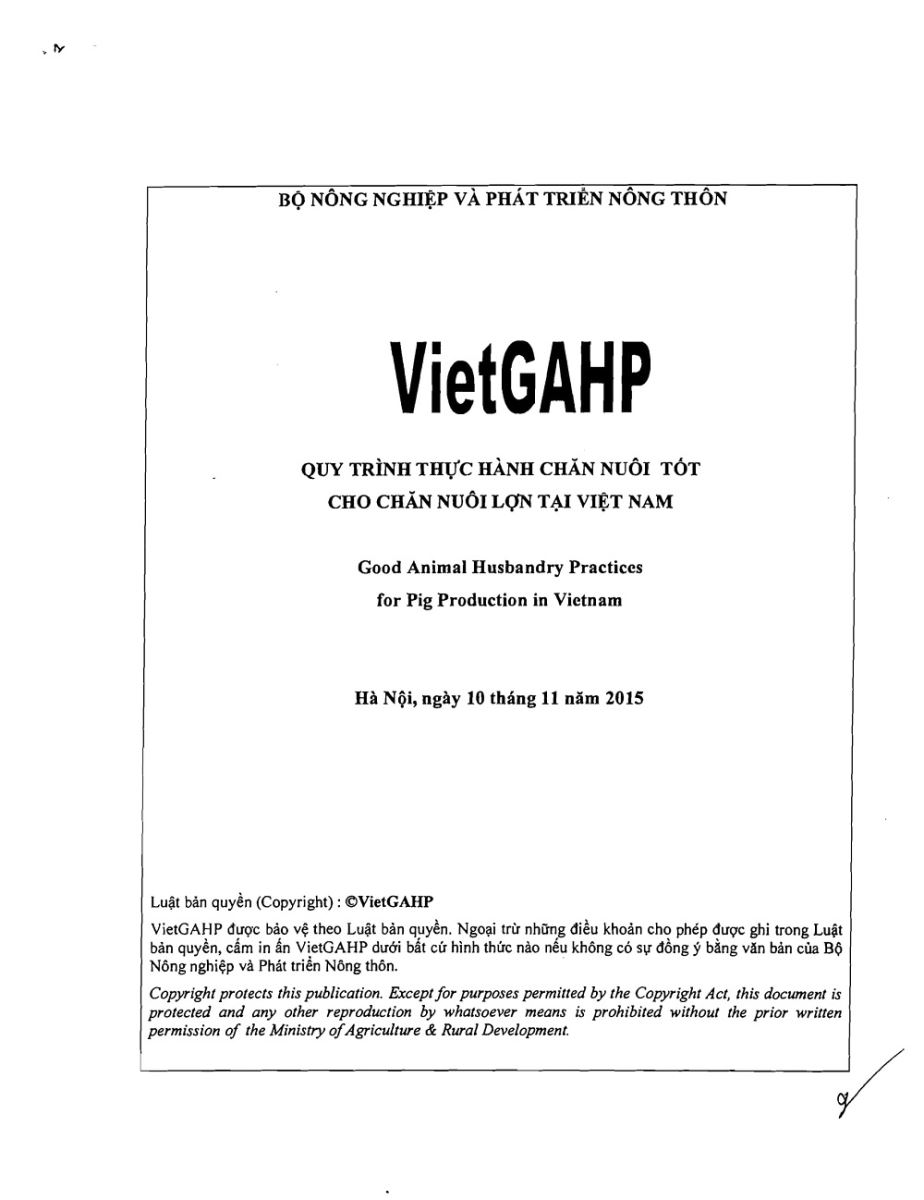 BỘ NÔNG NGHIỆP VÀ PHÁT TRIỂN NÔNG THÔN
VietGAHP
QUY TRÌNH THỰC HÀNH CHĂN NUÔI TỐT
CHO CHĂN NUÔI LỢN TẠI VIỆT NAM
Good Animal Husbandry Practices
for Pig Production in Vietnam
Hà Nội, ngày 10 tháng 11 năm 2015
Luật bản quyền (Copyright) : ©VietGAHP
VietGAHP được bảo vệ theo Luật bản quyền. Ngoại trừ những điều khoản cho phép được ghi trong Luật
bản quyền, cấm in ấn VietGAHP dưới bất cứ hình thức nào nếu không có sự đồng ý bằng văn bản của Bộ
Nông nghiệp và Phát triển Nông thôn.
Copyright protects this publication. Except for purposes permitted by the Copyright Act, this document is
protected and any other reproduction by whatsoever means is prohibited without the prior written
permission of the Ministry of Agriculture & Rural Development.